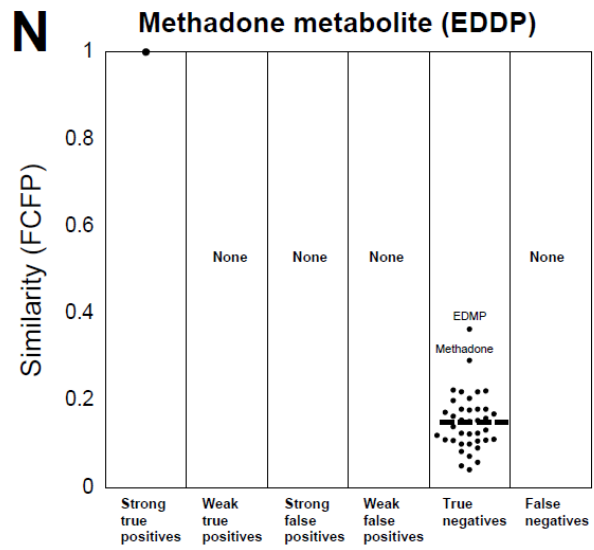 N
Methadone metabolite (EDDP)
Similarity (FCFP)
1
0.8
0.6
0.4
0.2
0
None
None
None
None
EDMP
Methadone
Strong
true
positives
Weak
true
positives
Strong
false
positives
Weak
false
positives
True
negatives
False
negatives